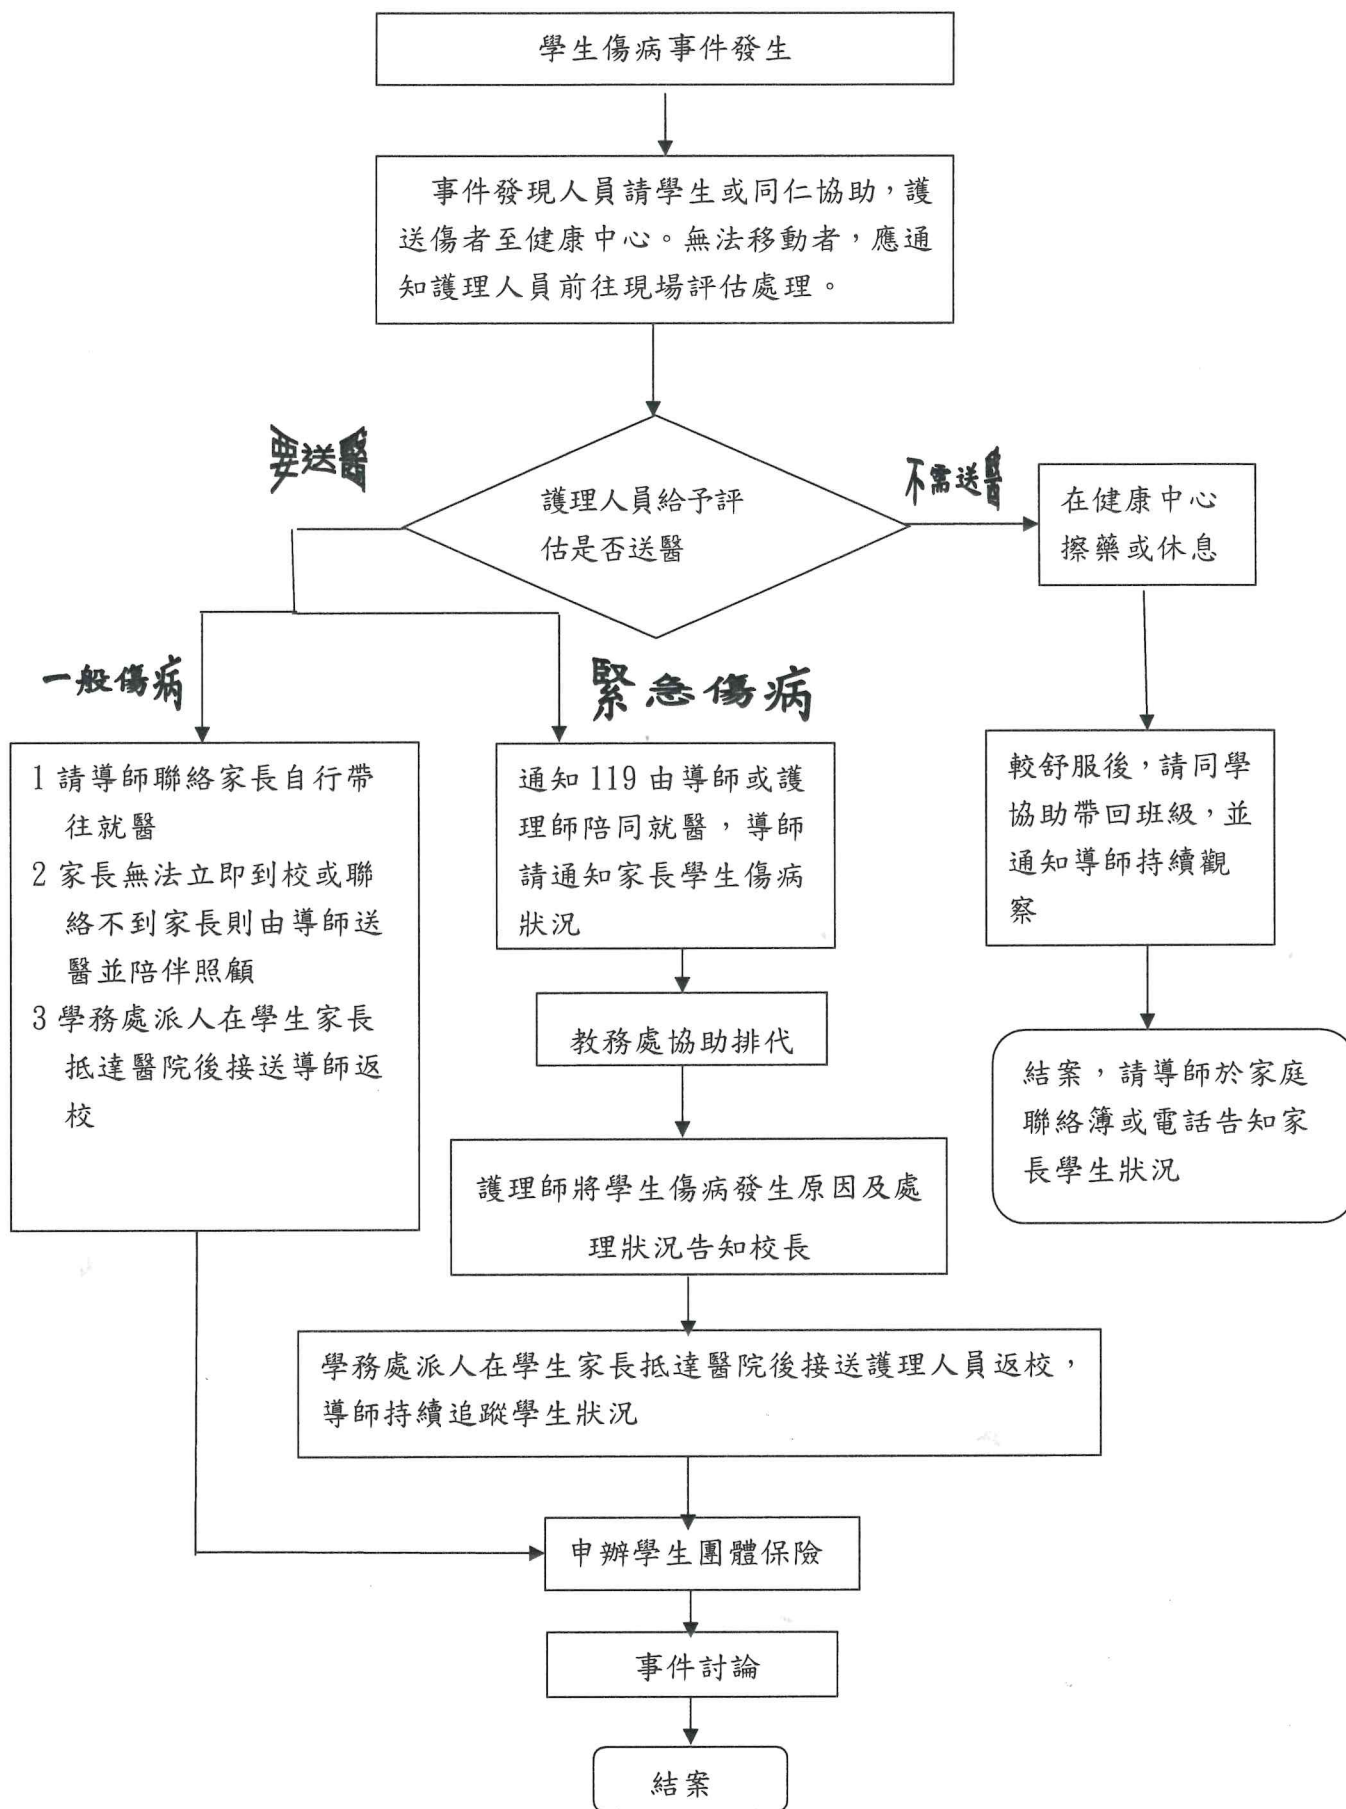 學生傷病事件發生
事件發現人員請學生或同仁協助，護
送傷者至健康中心。無法移動者，應通
知護理人員前往現場評估處理。
要送醫
護理人員給予評
估是否送醫
不需送醫
在健康中心
擦藥或休息
一般傷病
緊急傷病
1 請導師聯絡家長自行帶
往就醫
2 家長無法立即到校或聯
絡不到家長則由導師送
醫並陪伴照顧
3 學務處派人在學生家長
抵達醫院後接送導師返
校
通知 119 由導師或護
理師陪同就醫，導師
請通知家長學生傷病
狀況
較舒服後，請同學
協助帶回班級，並
通知導師持續觀
察
教務處協助排代
結案，請導師於家庭
聯絡簿或電話告知家
長學生狀況
護理師將學生傷病發生原因及處
理狀況告知校長
學務處派人在學生家長抵達醫院後接送護理人員返校，
導師持續追蹤學生狀況
申辦學生團體保險
事件討論
結案